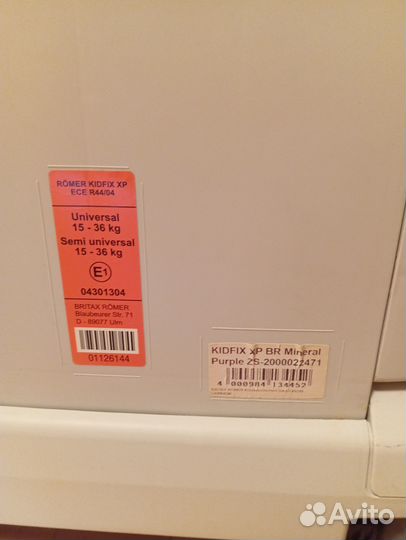 RÖMER KIDFIX XP
ECE R44/04
Universal
15 - 36 kg
Semi universal
15 - 36 kg
E1
04301304
BRITAX RÖMER
Blaubeurer Str. 71
D - 89077 Ulm
01126144
KIDFIX XP BR Mineral
Purple ZS-2000022471
4 000984 134452
Avito